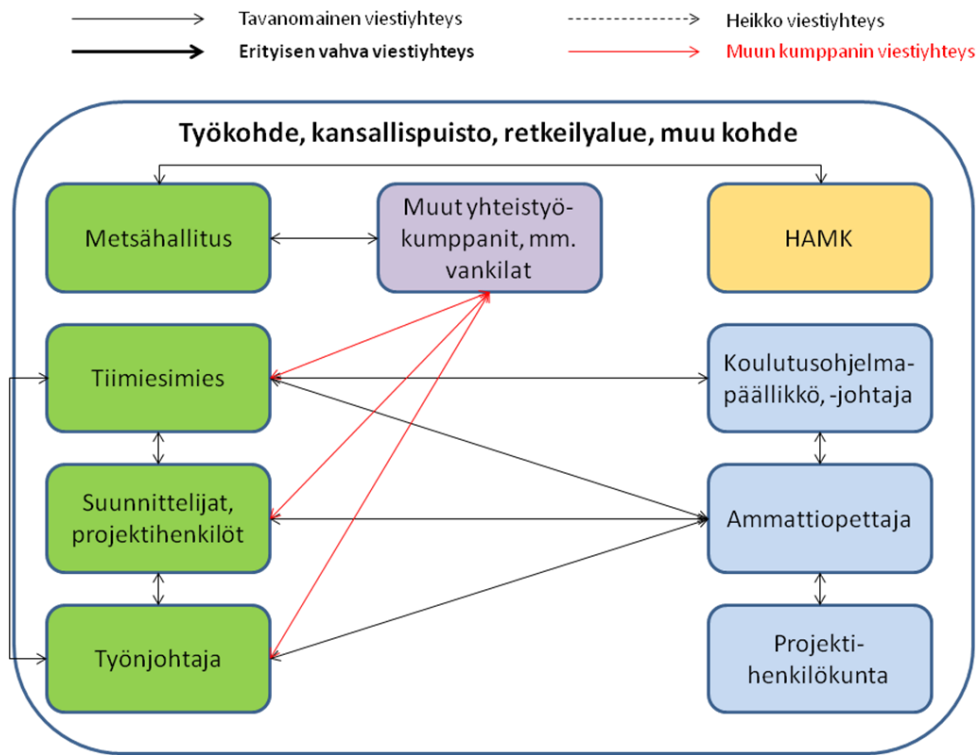 Tavanomainen viestiyhteys
Heikko viestiyhteys
Erityisen vahva viestiyhteys
Muun kumppanin viestiyhteys
Työkohde, kansallispuisto, retkeilyalue, muu kohde
Metsähallitus
Muut yhteistyö-
kumppanit, mm.
vankilat
HAMK
Tiimiesimies
Koulutusohjelma-
päällikkö, -johtaja
Suunnittelijat,
projektihenkilöt
Ammattiopettaja
Työnjohtaja
Projekti-
henkilökunta